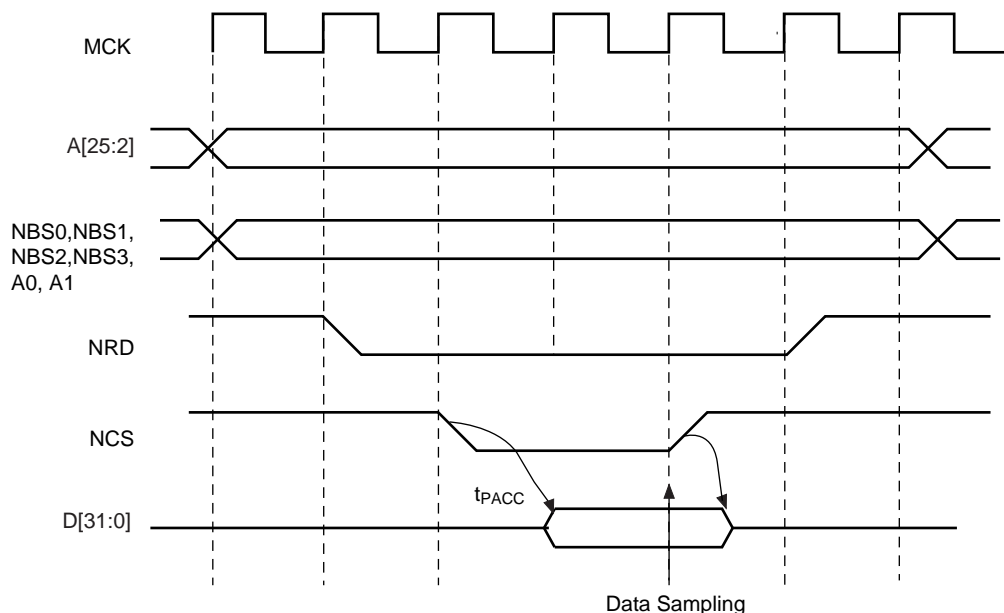 MCK
A[25:2]
NBS0,NBS1,
NBS2,NBS3,
A0, A1
NRD
NCS
tPACC
D[31:0]
Data Sampling